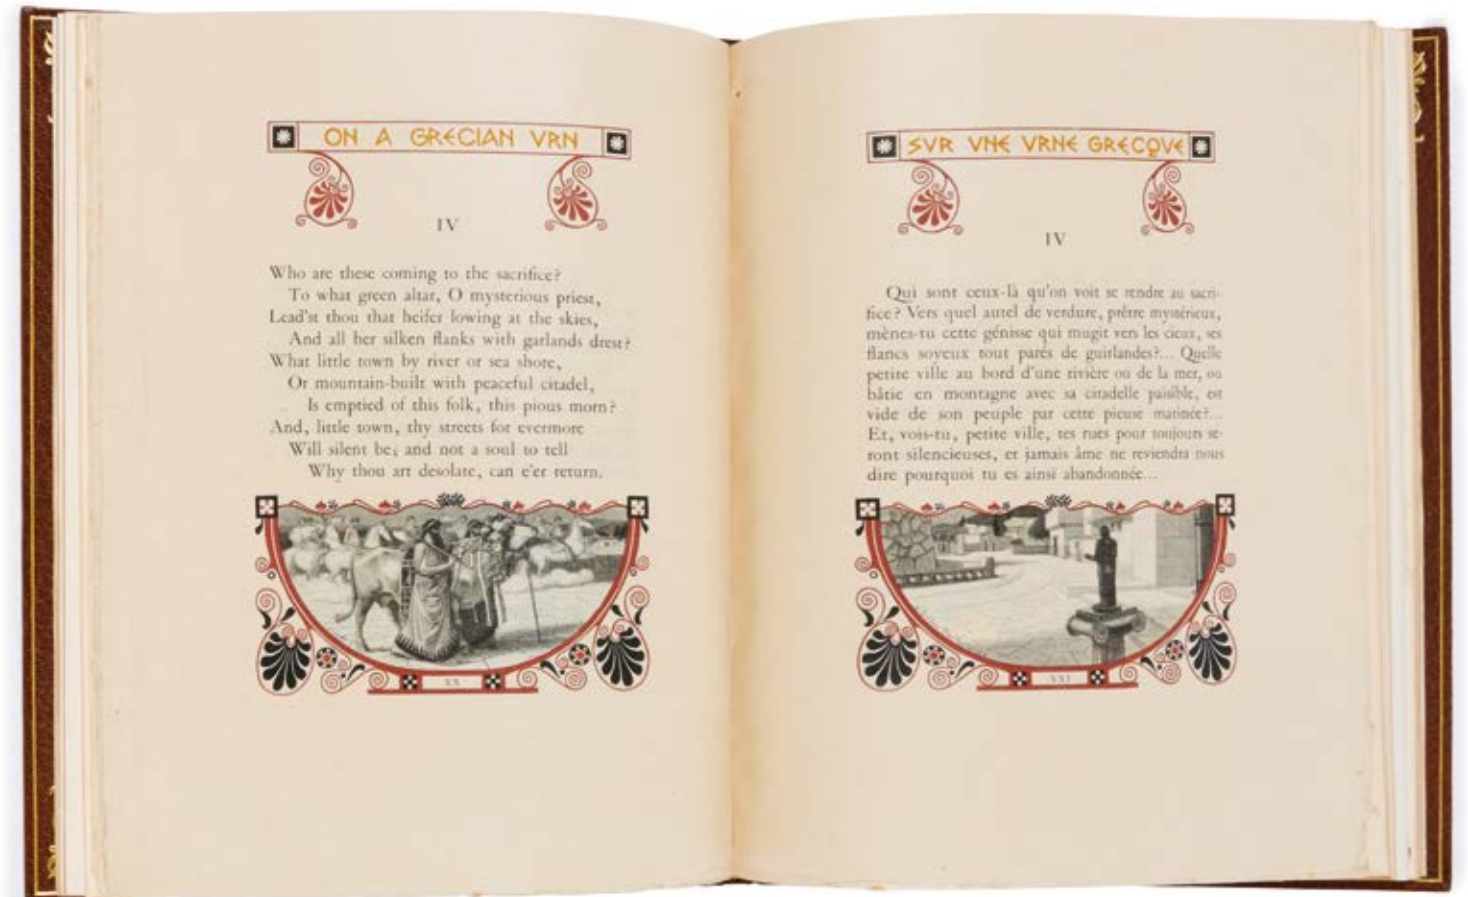 ON A GRECIAN VRN
IV
Who are these coming to the sacrifice?
To what green altar, O mysterious priest,
Lead'st thou that heifer lowing at the skies,
And all her silken flanks with garlands drest?
What little town by river or sea shore,
Or mountain-built with peaceful citadel,
Is emptied of this folk, this pious morn?
And, little town, thy streets for evermore
Will silent be; and not a soul to tell
Why thou art desolate, can e'er return.
XX
SVR VNE VRNE GRECQVE
IV
Qui sont ceux-là qu'on voit se rendre au sacri-
fice? Vers quel autel de verdure, prêtre mystérieux,
mènes-tu cette génisse qui mugit vers les cieux, ses
flancs soyeux tout parés de guirlandes?... Quelle
petite ville au bord d'une rivière ou de la mer, ou
bâtie en montagne avec sa citadelle paisible, est
vide de son peuple par cette pieuse matinée?...
Et, vois-tu, petite ville, tes rues pour toujours se-
ront silencieuses, et jamais âme ne reviendra nous
dire pourquoi tu es ainsi abandonnée...
XXI